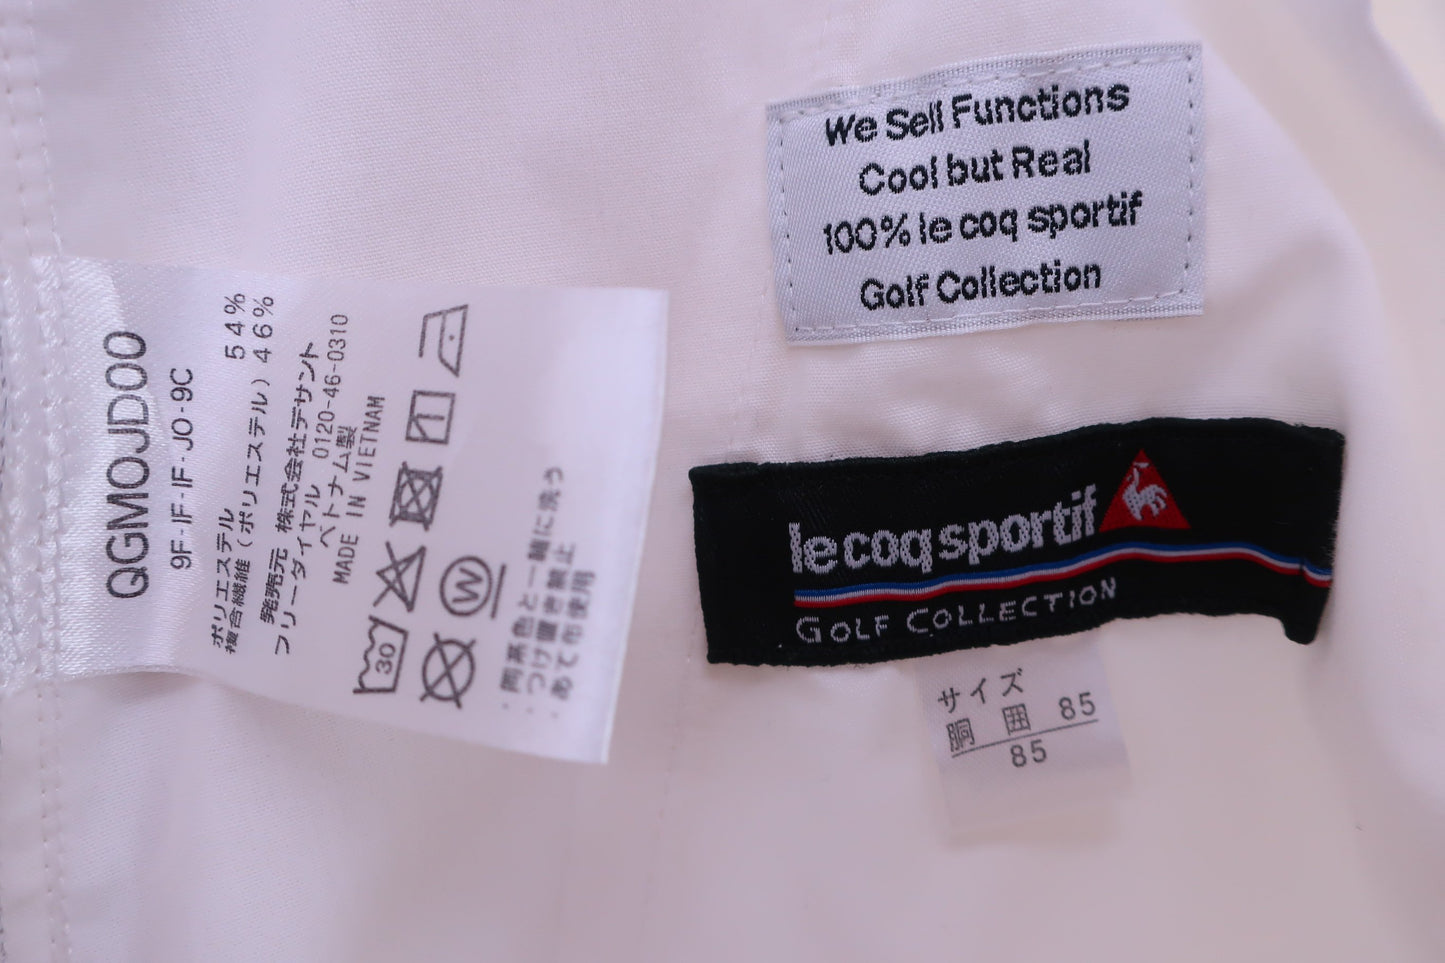 We Sell Functions
Cool but Real
100% le coq sportif
Golf Collection
le coq sportif
GOLF COLLECTION
サイズ
胴囲 85
85
QGMOJD00
9F-IF-IF-JO-9C
ポリエステル 54%
複合繊維(ポリエステル) 46%
発売元 株式会社デサント
フリーダイヤル 0120-46-0310
ベトナム製
MADE IN VIETNAM
30
W
・同系色と一緒に洗う
・つけ置き禁止
・あて布使用